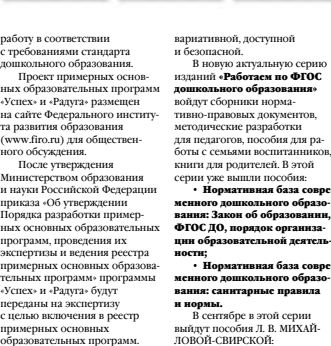 работу в соответствии
с требованиями стандарта
дошкольного образования.
Проект примерных основ-
ных образовательных программ
«Успех» и «Радуга» размещен
на сайте Федерального институ-
та развития образования
(www.firo.ru) для обществен-
ного обсуждения.
После утверждения
Министерством образования
и науки Российской Федерации
приказа «Об утверждении
Порядка разработки пример-
ных основных образовательных
программ, проведения их
экспертизы и ведения реестра
примерных основных образова-
тельных программ» программы
«Успех» и «Радуга» будут
переданы на экспертизу
с целью включения в реестр
примерных основных
образовательных программ.
вариативной, доступной
и безопасной.
В новую актуальную серию
изданий «Работаем по ФГОС
дошкольного образования»
войдут сборники норма-
тивно-правовых документов,
методические разработки
для педагогов, пособия для ра-
боты с семьями воспитанников,
книги для родителей. В этой
серии уже вышли пособия:
• Нормативная база совре
менного дошкольного образо-
вания: Закон об образовании,
ФГОС ДО, порядок организа-
ции образовательной деятель-
ности;
• Нормативная база совре
менного дошкольного образо-
вания: санитарные правила
и нормы.
В сентябре в этой серии
выйдут пособия Л. В. МИХАЙ-
ЛОВОЙ-СВИРСКОЙ: